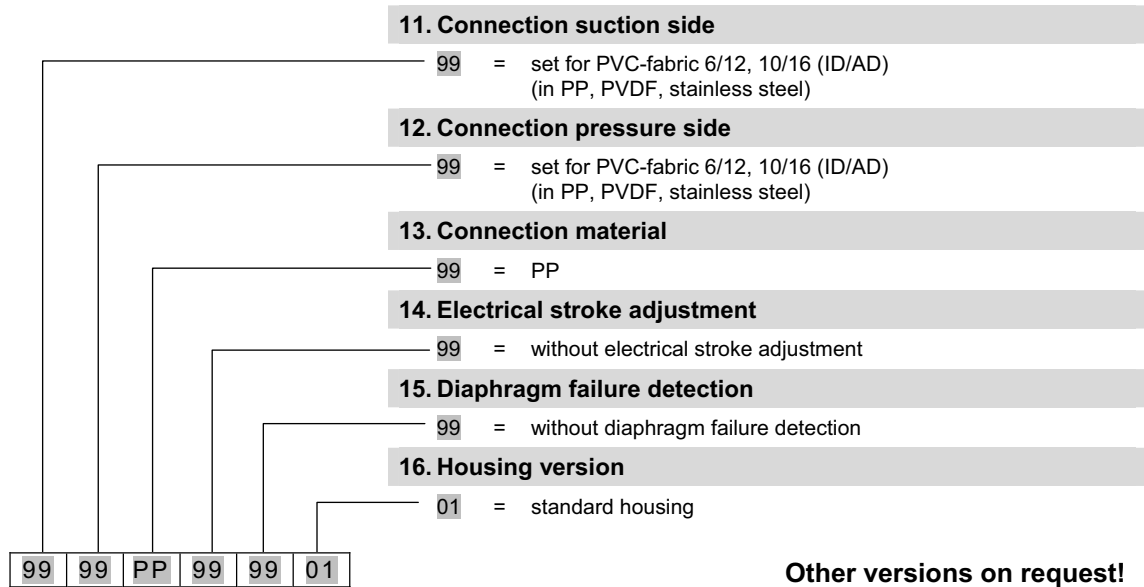 11. Connection suction side
99 = set for PVC-fabric 6/12, 10/16 (ID/AD)
(in PP, PVDF, stainless steel)
12. Connection pressure side
99 = set for PVC-fabric 6/12, 10/16 (ID/AD)
(in PP, PVDF, stainless steel)
13. Connection material
99 = PP
14. Electrical stroke adjustment
99 = without electrical stroke adjustment
15. Diaphragm failure detection
99 = without diaphragm failure detection
16. Housing version
01 = standard housing
99 99 PP 99 99 01
Other versions on request!